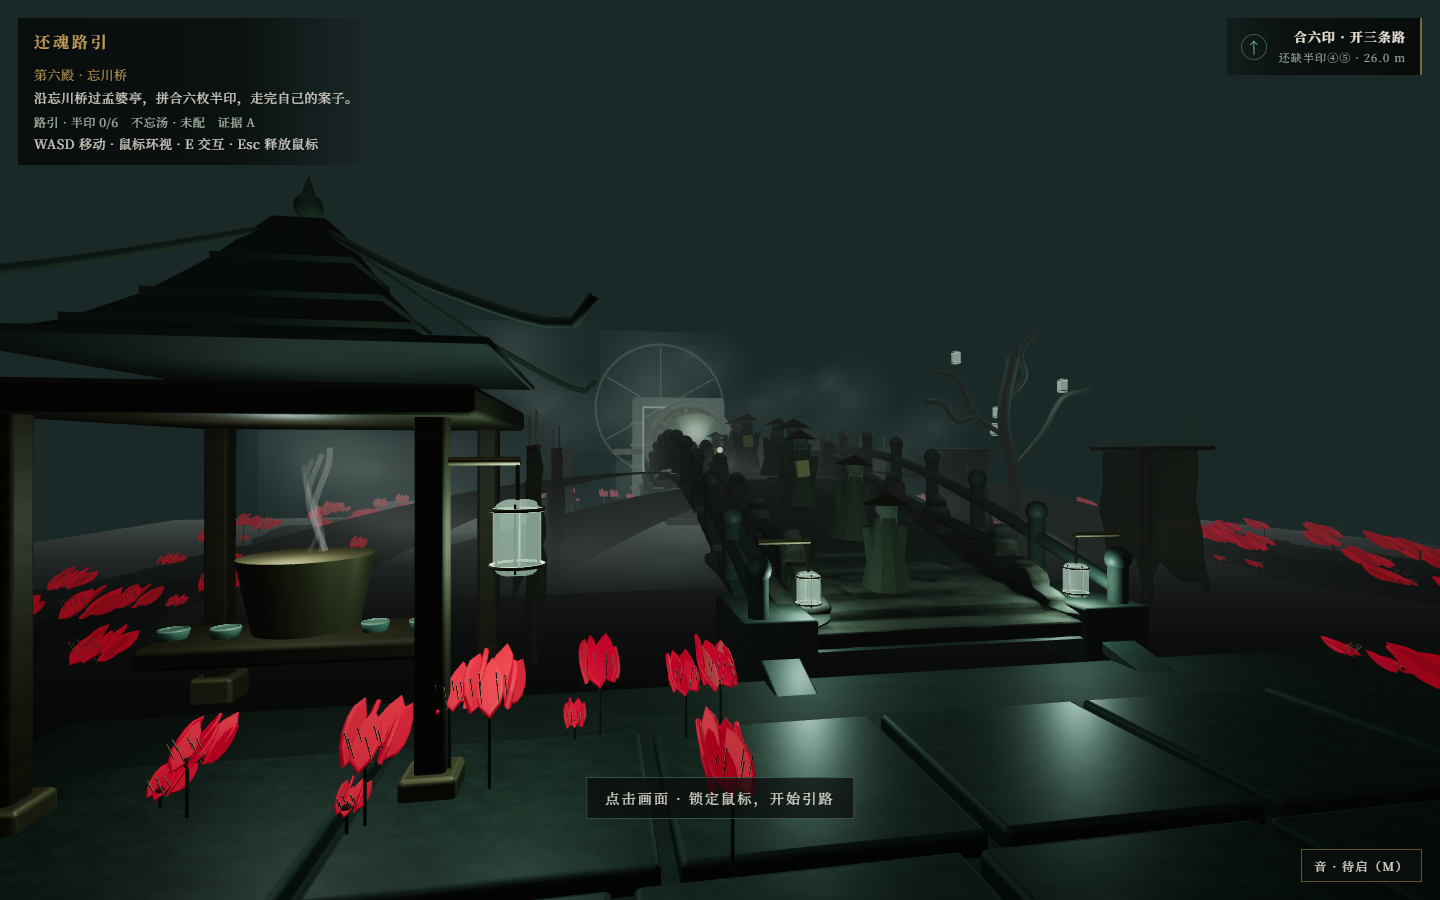 还魂路引
第六殿 · 忘川桥
沿忘川桥过孟婆亭，拼合六枚半印，走完自己的案子。
路引 · 半印 0/6 不忘汤 · 未配 证据 A
WASD 移动 · 鼠标环视 · E 交互 · Esc 释放鼠标
↑
合六印 · 开三条路
还缺半印④⑤ · 26.0 m
点击画面 · 锁定鼠标，开始引路
音 · 待启（M）